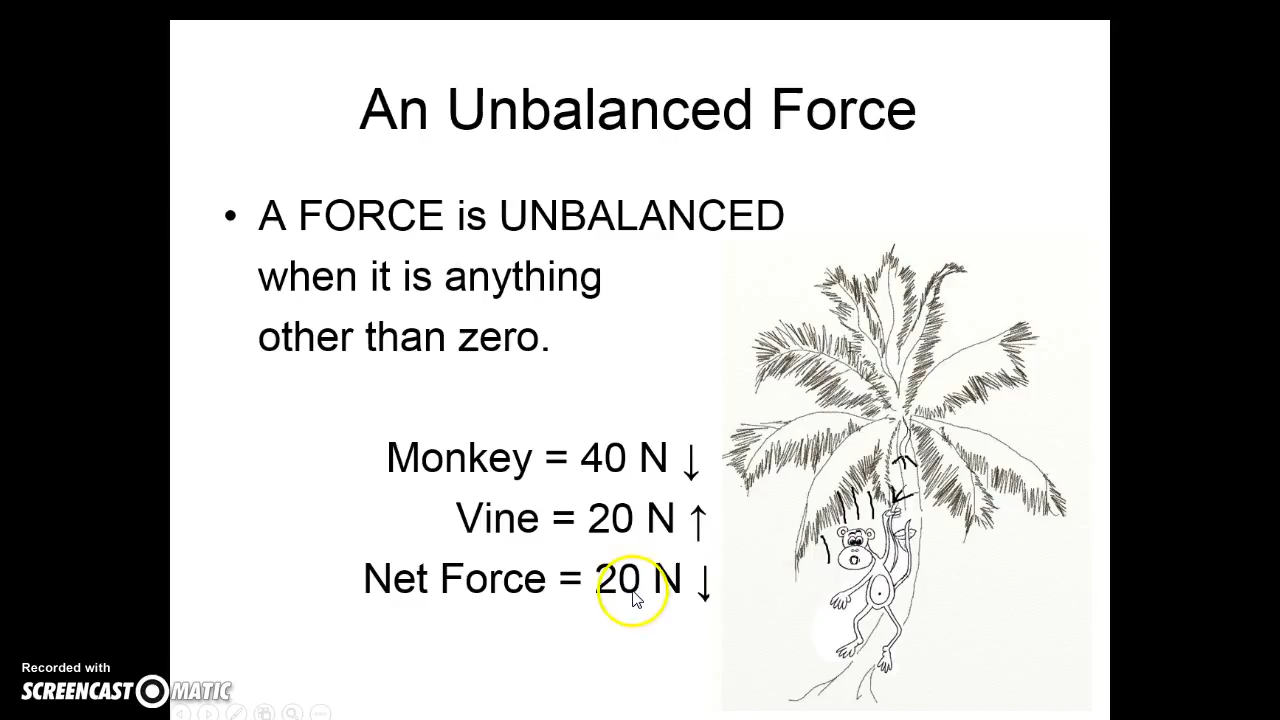 An Unbalanced Force
• A FORCE is UNBALANCED
when it is anything
other than zero.
Monkey = 40 N ↓
Vine = 20 N ↑
Net Force = 20 N ↓
Recorded with
SCREENCAST MATIC